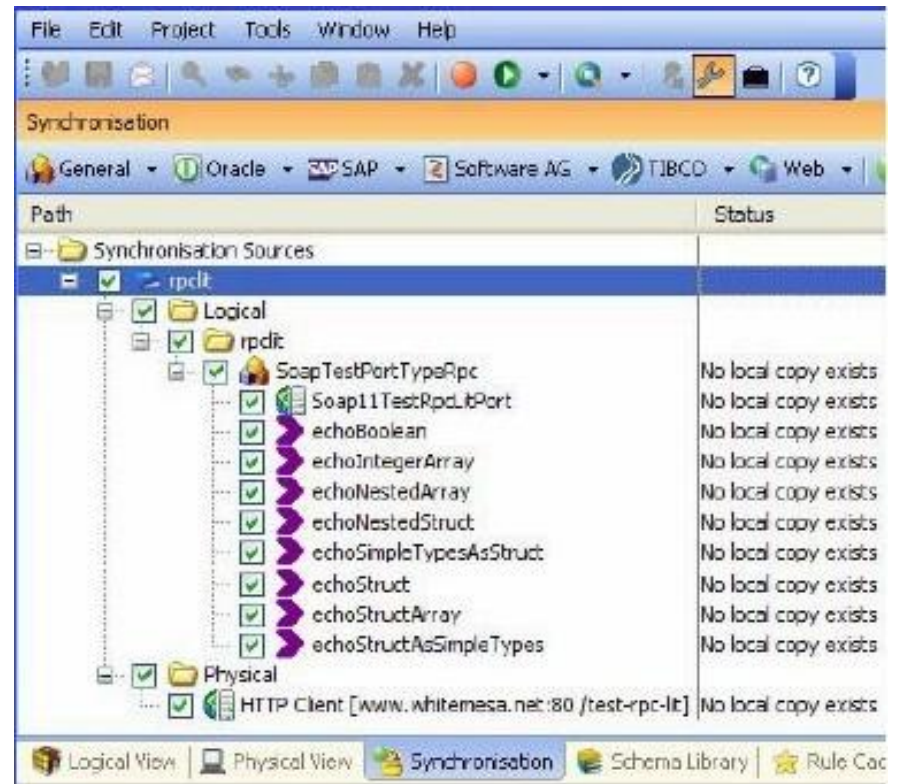 File Edit Project Tools Window Help
Synchronisation
General Oracle SAP Software AG TIBCO Web
Path Status
Synchronisation Sources
rpclit
Logical
rpclit
SoapTestPortTypeRpc No local copy exists
Soap11TestRpcLitPort No local copy exists
echoBoolean No local copy exists
echoIntegerArray No local copy exists
echoNestedArray No local copy exists
echoNestedStruct No local copy exists
echoSimpleTypesAsStruct No local copy exists
echoStruct No local copy exists
echoStructArray No local copy exists
echoStructAsSimpleTypes No local copy exists
Physical
HTTP Client [www.whitemesa.net:80 /test-rpc-lit] No local copy exists
Logical View Physical View Synchronisation Schema Library Rule Cac